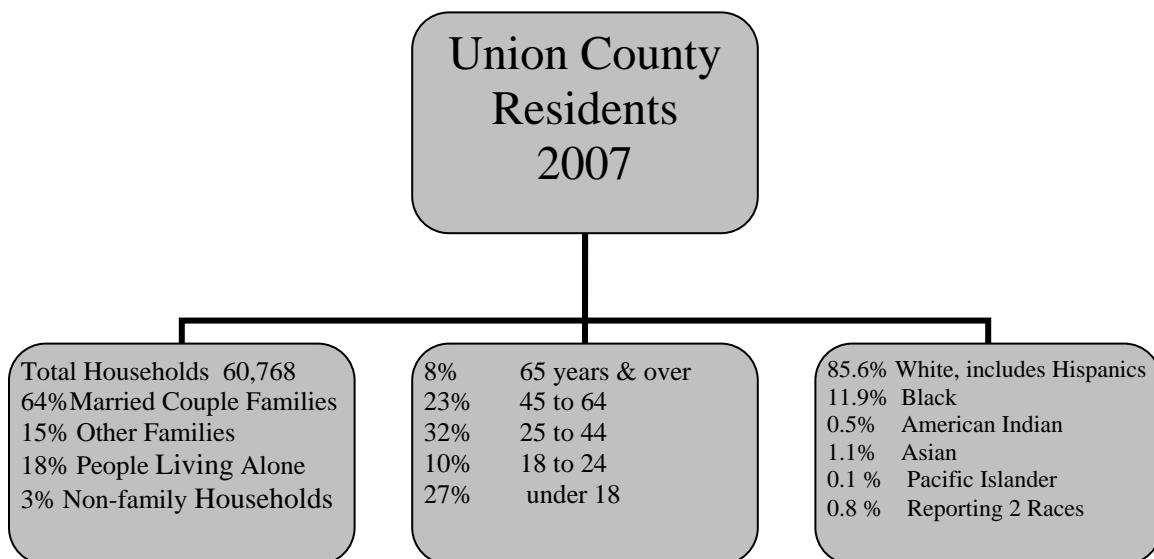 Union County
Residents
2007
Total Households 60,768
64%Married Couple Families
15% Other Families
18% People Living Alone
3% Non-family Households
8% 65 years & over
23% 45 to 64
32% 25 to 44
10% 18 to 24
27% under 18
85.6% White, includes Hispanics
11.9% Black
0.5% American Indian
1.1% Asian
0.1 % Pacific Islander
0.8 % Reporting 2 Races